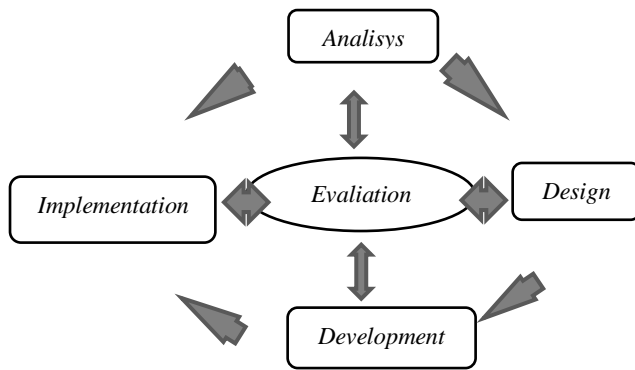 Analisys
Implementation
Evaliation
Design
Development